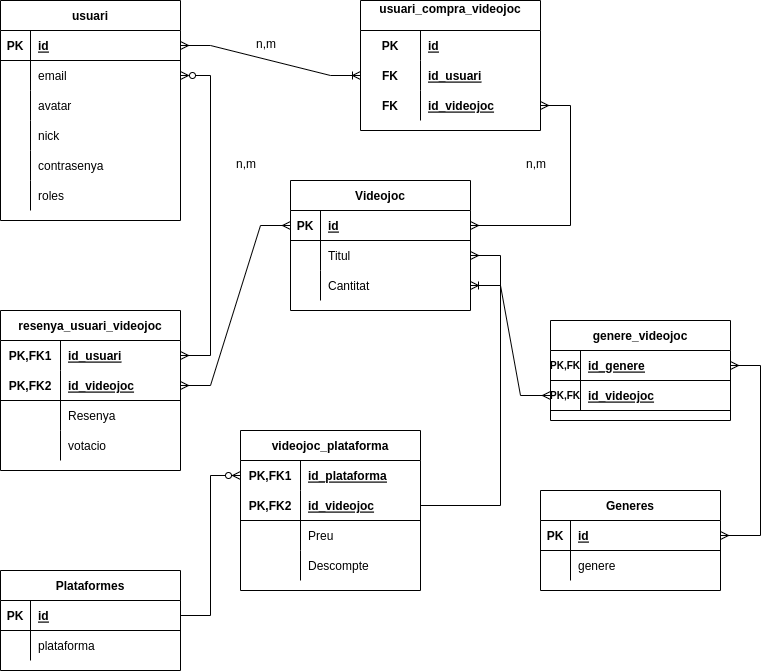 usuari
PK id
email
avatar
nick
contrasenya
roles
n,m
usuari_compra_videojoc
PK id
FK id_usuari
FK id_videojoc
n,m
n,m
Videojoc
PK id
Titul
Cantitat
resenya_usuari_videojoc
PK,FK1 id_usuari
PK,FK2 id_videojoc
Resenya
votacio
genere_videojoc
PK,FK id_genere
PK,FK id_videojoc
videojoc_plataforma
PK,FK1 id_plataforma
PK,FK2 id_videojoc
Preu
Descompte
Generes
PK id
genere
Plataformes
PK id
plataforma